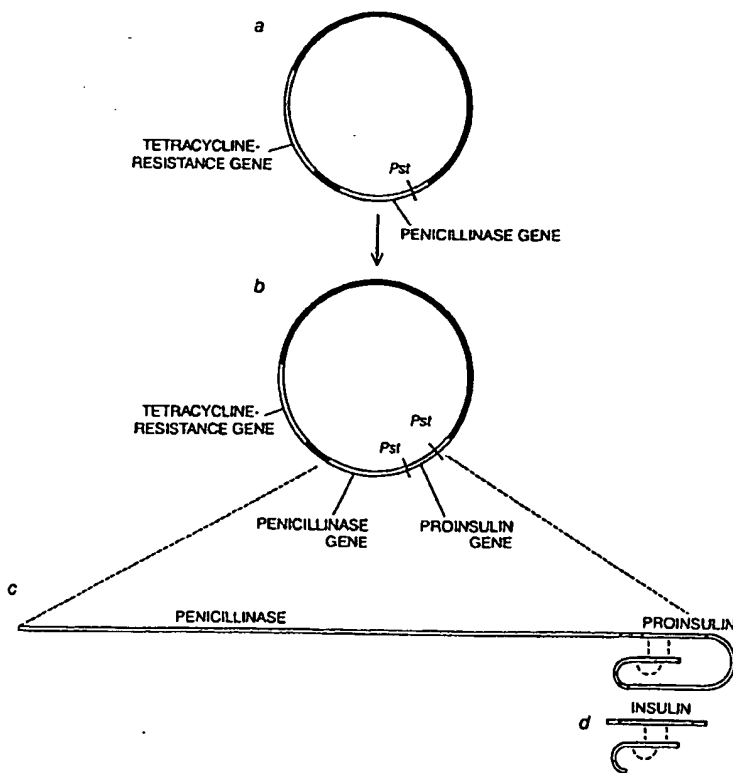 a
TETRACYCLINE-
RESISTANCE GENE
Pst
PENICILLINASE GENE
b
TETRACYCLINE-
RESISTANCE GENE
Pst
Pst
PENICILLINASE
GENE
PROINSULIN
GENE
c
PENICILLINASE
PROINSULIN
INSULIN
d